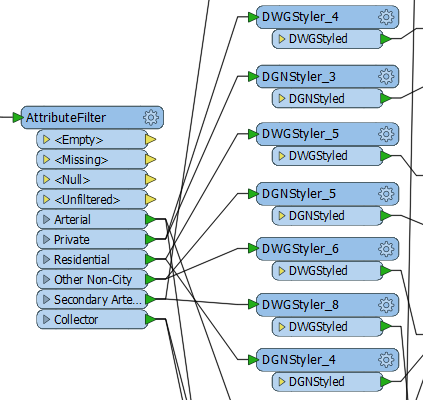 AttributeFilter
<Empty>
<Missing>
<Null>
<Unfiltered>
Arterial
Private
Residential
Other Non-City
Secondary Arte...
Collector
DWGStyler_4
DWGStyled
DGNStyler_3
DGNStyled
DWGStyler_5
DWGStyled
DGNStyler_5
DGNStyled
DWGStyler_6
DWGStyled
DWGStyler_8
DWGStyled
DGNStyler_4
DGNStyled